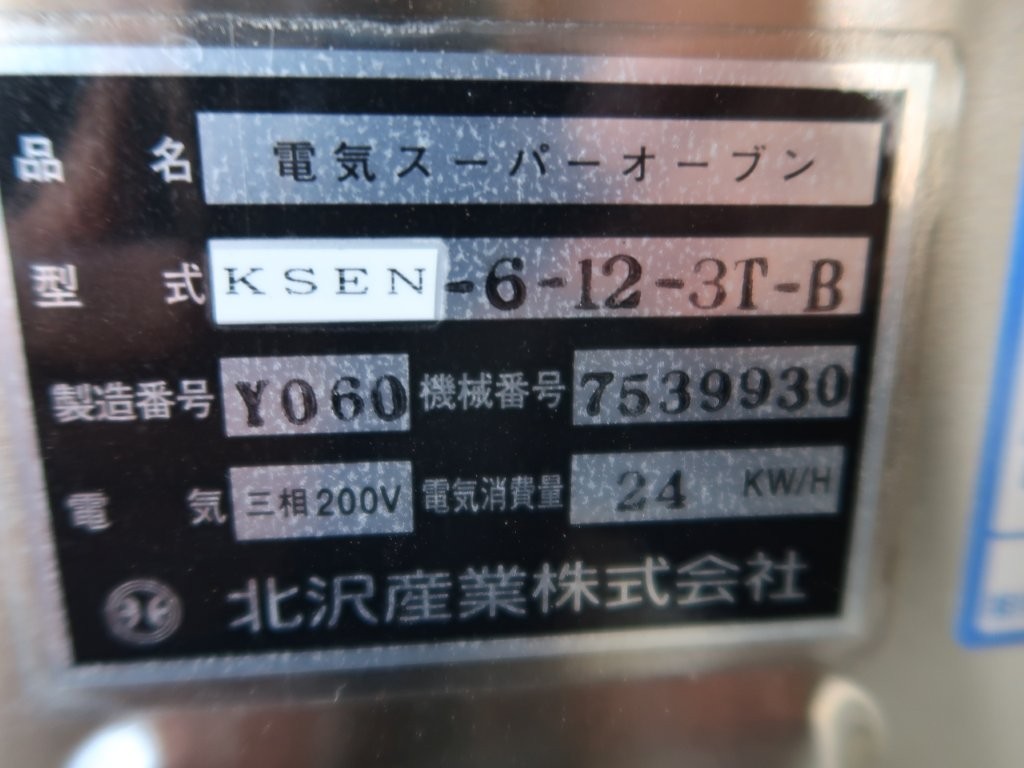 品名 電気スーパーオーブン
型式 KSEN-6-12-3T-B
製造番号 Y060 機械番号 7539930
電気 三相200V 電気消費量 24 KW/H
北沢産業株式会社